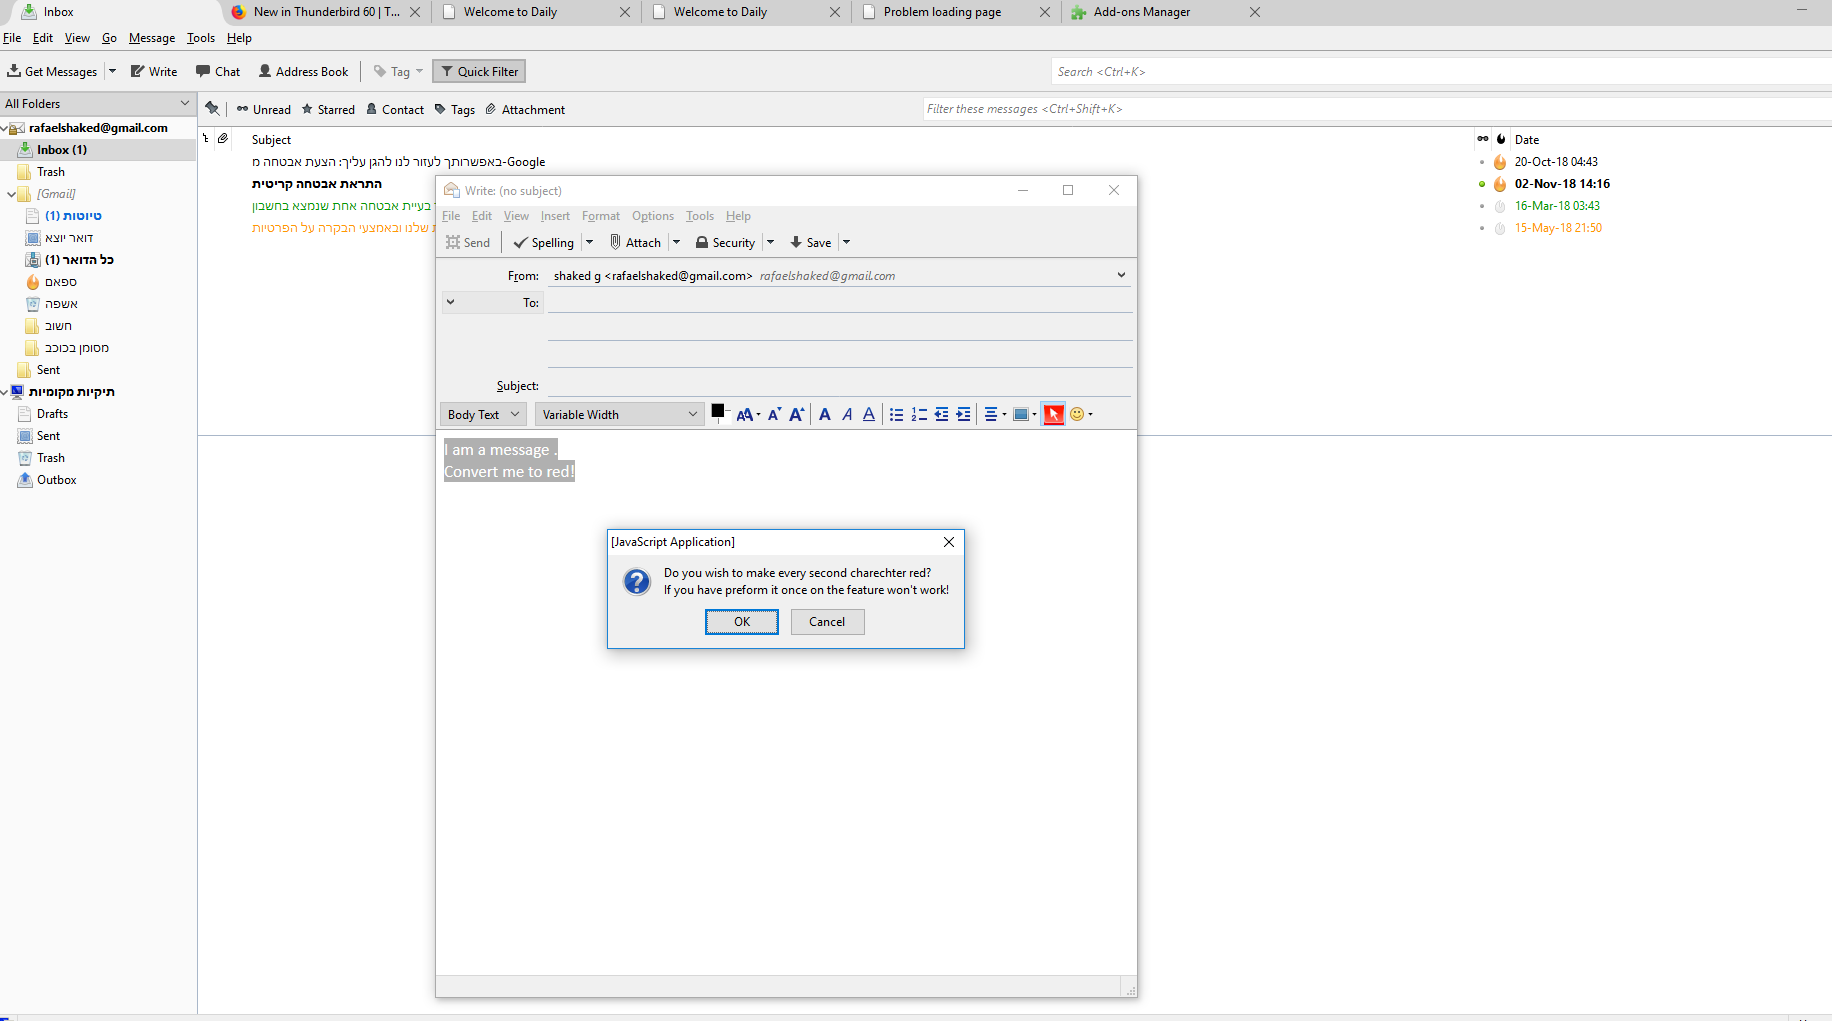 Inbox
New in Thunderbird 60 | T...
Welcome to Daily
Welcome to Daily
Problem loading page
Add-ons Manager
File Edit View Go Message Tools Help
Get Messages Write Chat Address Book Tag Quick Filter
Search <Ctrl+K>
All Folders
Unread Starred Contact Tags Attachment
Filter these messages <Ctrl+Shift+K>
rafaelshaked@gmail.com
Inbox (1)
Trash
[Gmail]
טיוטות (1)
דואר יוצא
כל הדואר (1)
ספאם
אשפה
חשוב
מסומן בכוכב
Sent
תיקיות מקומיות
Drafts
Sent
Trash
Outbox
Subject Date
באפשרותך לעזור לנו להגן עליך: הצעת אבטחה מ-Google 20-Oct-18 04:43
התראת אבטחה קריטית 02-Nov-18 14:16
בעיית אבטחה אחת שנמצא בחשבון 16-Mar-18 03:43
שלנו ובאמצעי הבקרה על הפרטיות 15-May-18 21:50
Write: (no subject)
File Edit View Insert Format Options Tools Help
Send Spelling Attach Security Save
From: shaked g <rafaelshaked@gmail.com> rafaelshaked@gmail.com
To:
Subject:
Body Text Variable Width
I am a message .
Convert me to red!
[JavaScript Application]
Do you wish to make every second charechter red?
If you have preform it once on the feature won't work!
OK Cancel